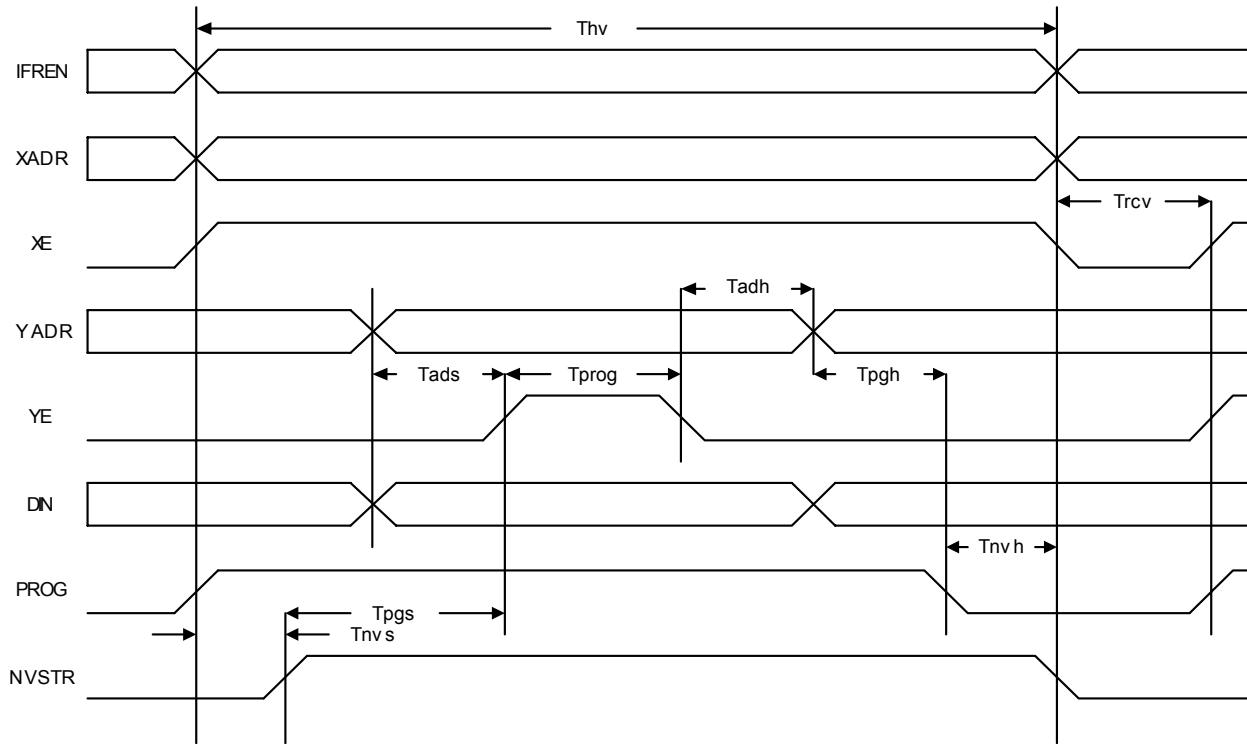 Thv
IFREN
XADR
Trcv
XE
Tadh
YADR
Tads
Tprog
Tpgh
YE
DIN
Tnvh
PROG
Tpgs
Tnvs
NVSTR